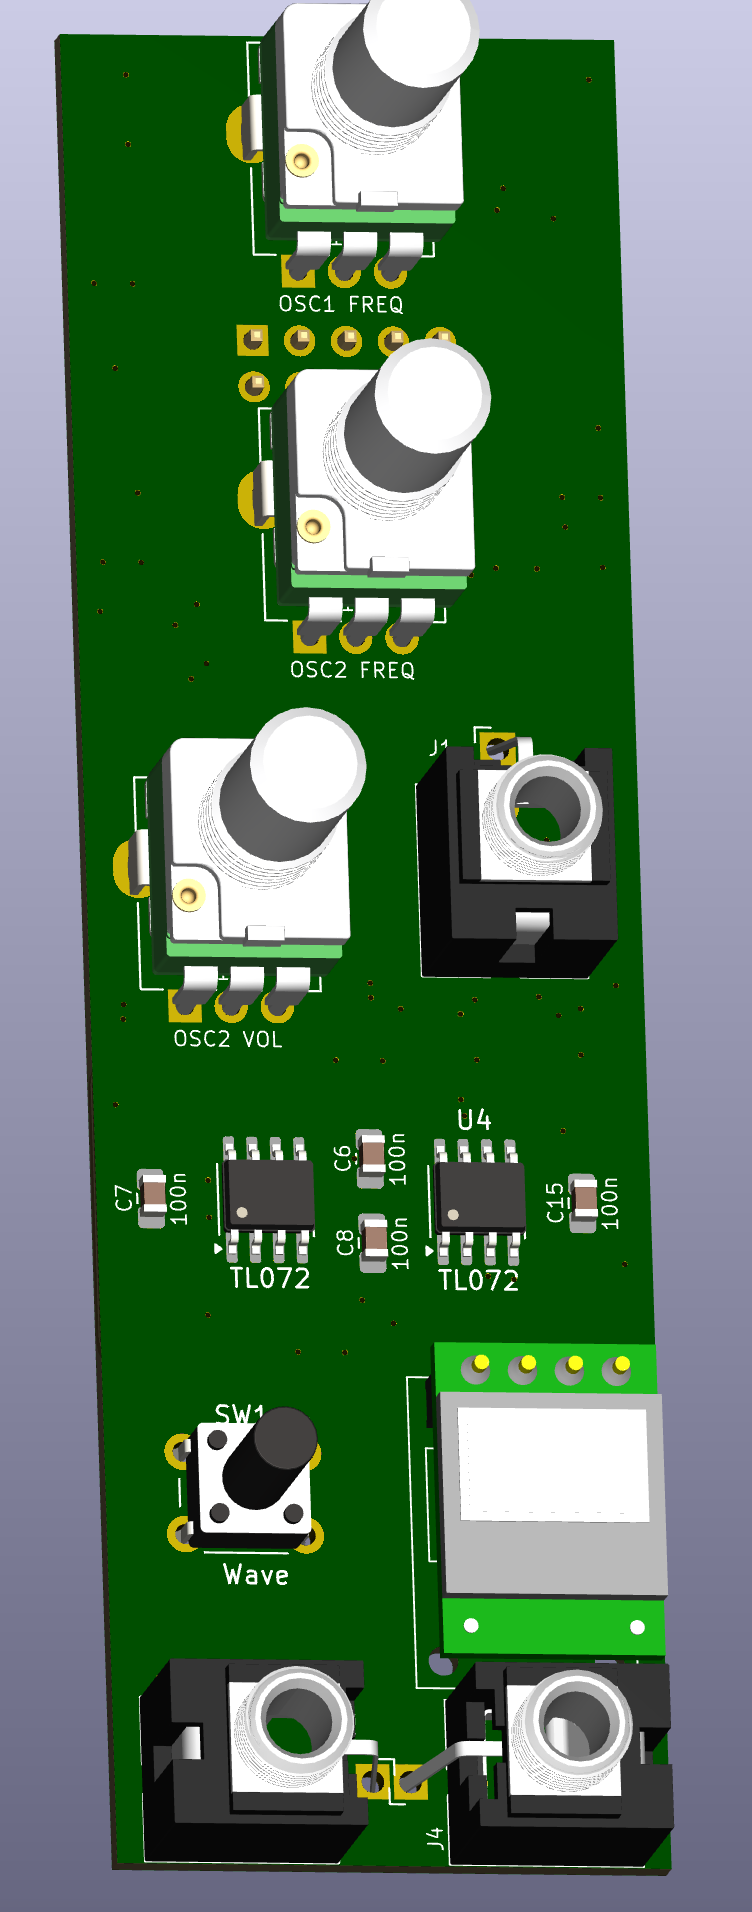 OSC1 FREQ
OSC2 FREQ
J1
OSC2 VOL
U4
C7
100n
C6
100n
C15
100n
C8
100n
TL072
TL072
SW1
Wave
J4